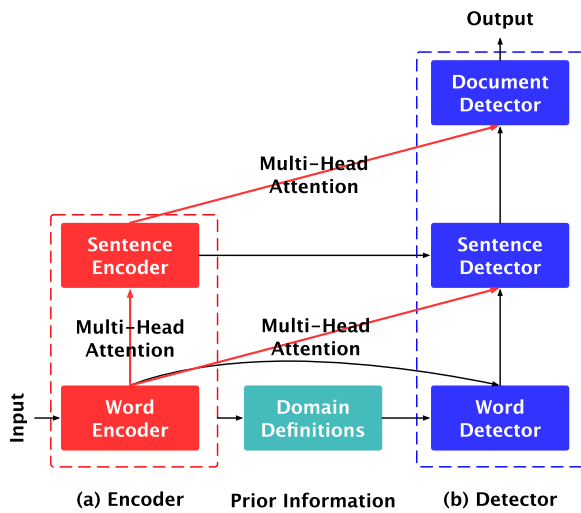 Output
Document
Detector
Multi-Head
Attention
Sentence
Encoder
Sentence
Detector
Multi-Head
Attention
Multi-Head
Attention
Input
Word
Encoder
Domain
Definitions
Word
Detector
(a) Encoder
Prior Information
(b) Detector